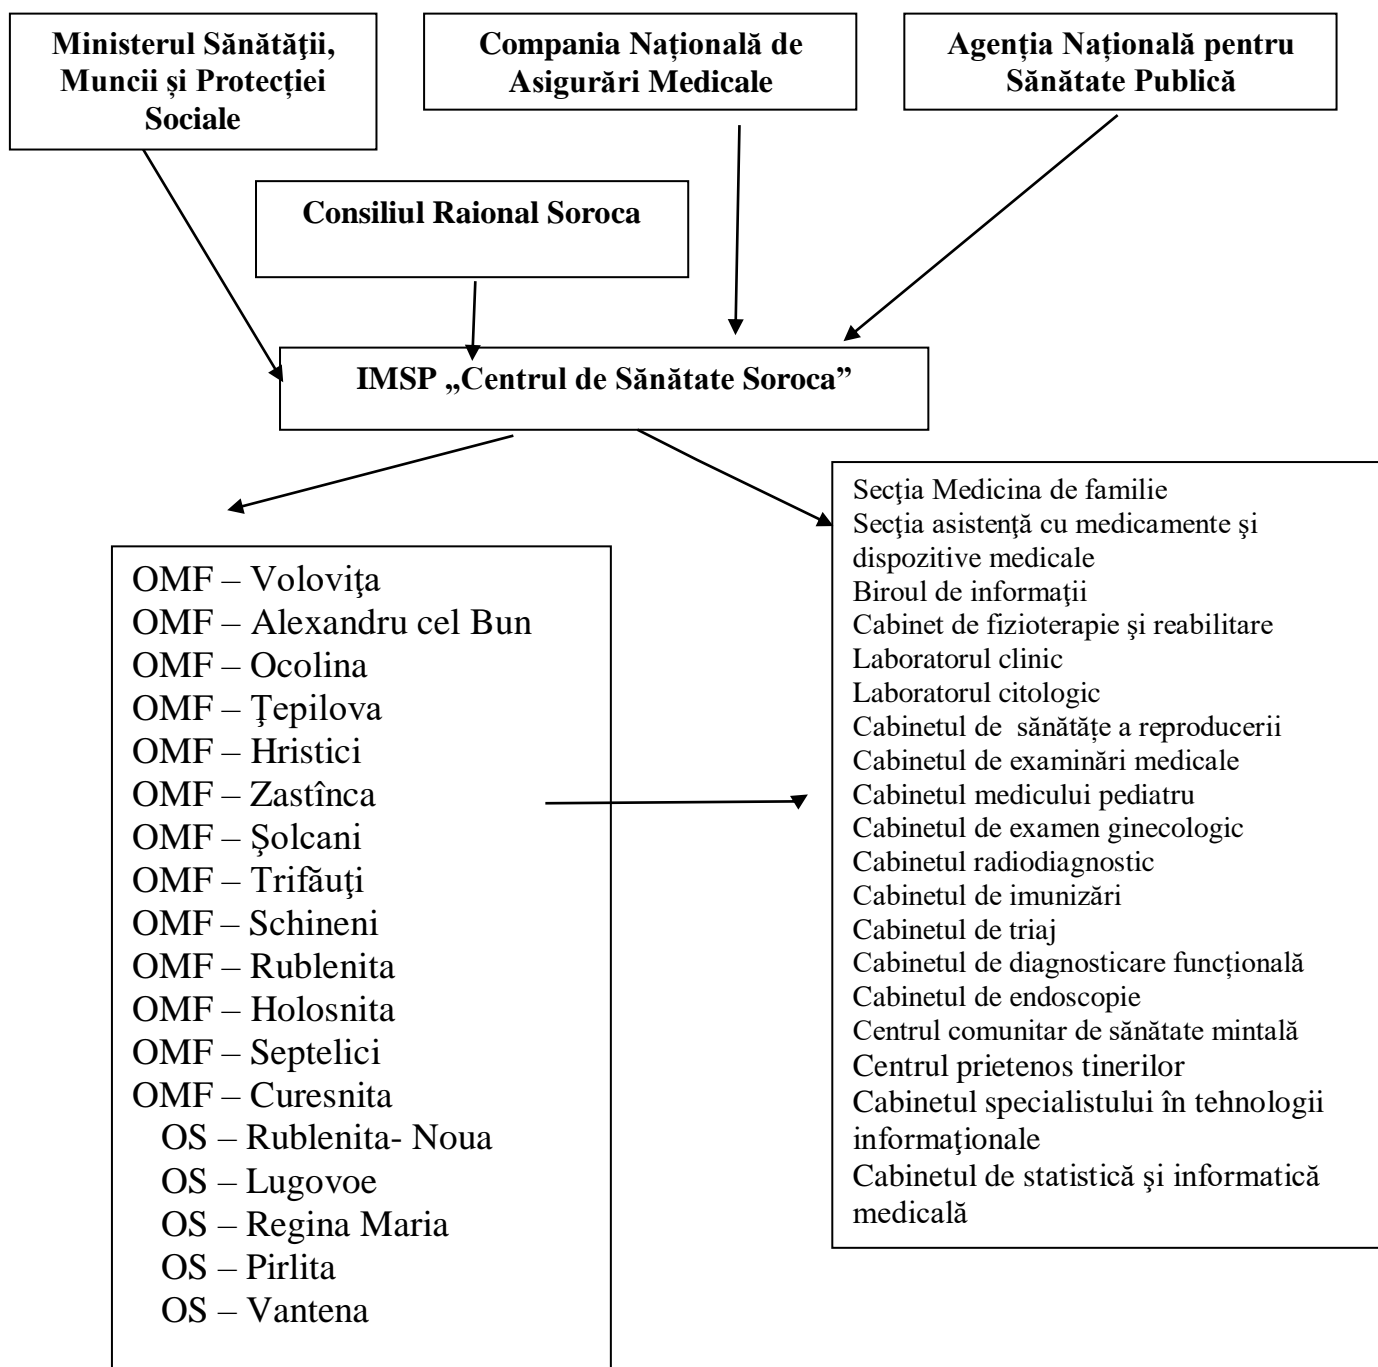 Ministerul Sănătăţii,
Muncii și Protecției
Sociale
Compania Națională de
Asigurări Medicale
Agenția Națională pentru
Sănătate Publică
Consiliul Raional Soroca
IMSP „Centrul de Sănătate Soroca”
OMF – Voloviţa
OMF – Alexandru cel Bun
OMF – Ocolina
OMF – Ţepilova
OMF – Hristici
OMF – Zastînca
OMF – Şolcani
OMF – Trifăuţi
OMF – Schineni
OMF – Rublenita
OMF – Holosnita
OMF – Septelici
OMF – Curesnita
OS – Rublenita- Noua
OS – Lugovoe
OS – Regina Maria
OS – Pirlita
OS – Vantena
Secţia Medicina de familie
Secţia asistenţă cu medicamente şi
dispozitive medicale
Biroul de informaţii
Cabinet de fizioterapie şi reabilitare
Laboratorul clinic
Laboratorul citologic
Cabinetul de  sănătățe a reproducerii
Cabinetul de examinări medicale
Cabinetul medicului pediatru
Cabinetul de examen ginecologic
Cabinetul radiodiagnostic
Cabinetul de imunizări
Cabinetul de triaj
Cabinetul de diagnosticare funcțională
Cabinetul de endoscopie
Centrul comunitar de sănătate mintală
Centrul prietenos tinerilor
Cabinetul specialistului în tehnologii
informaţionale
Cabinetul de statistică şi informatică
medicală